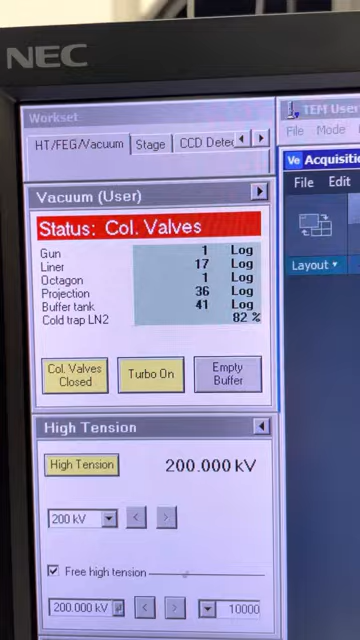 NEC
Workset
TEM User
HT/FEG/Vacuum Stage CCD Detec
File Mode
Ve Acquisition
Vacuum (User)
File Edit
Status: Col. Valves
Gun 1 Log
Liner 17 Log
Octagon 1 Log
Projection 36 Log
Buffer tank 41 Log
Cold trap LN2 82 %
Layout
Col. Valves Closed
Turbo On
Empty Buffer
High Tension
High Tension 200.000 kV
200 kV < >
Free high tension
200.000 kV < > 10000